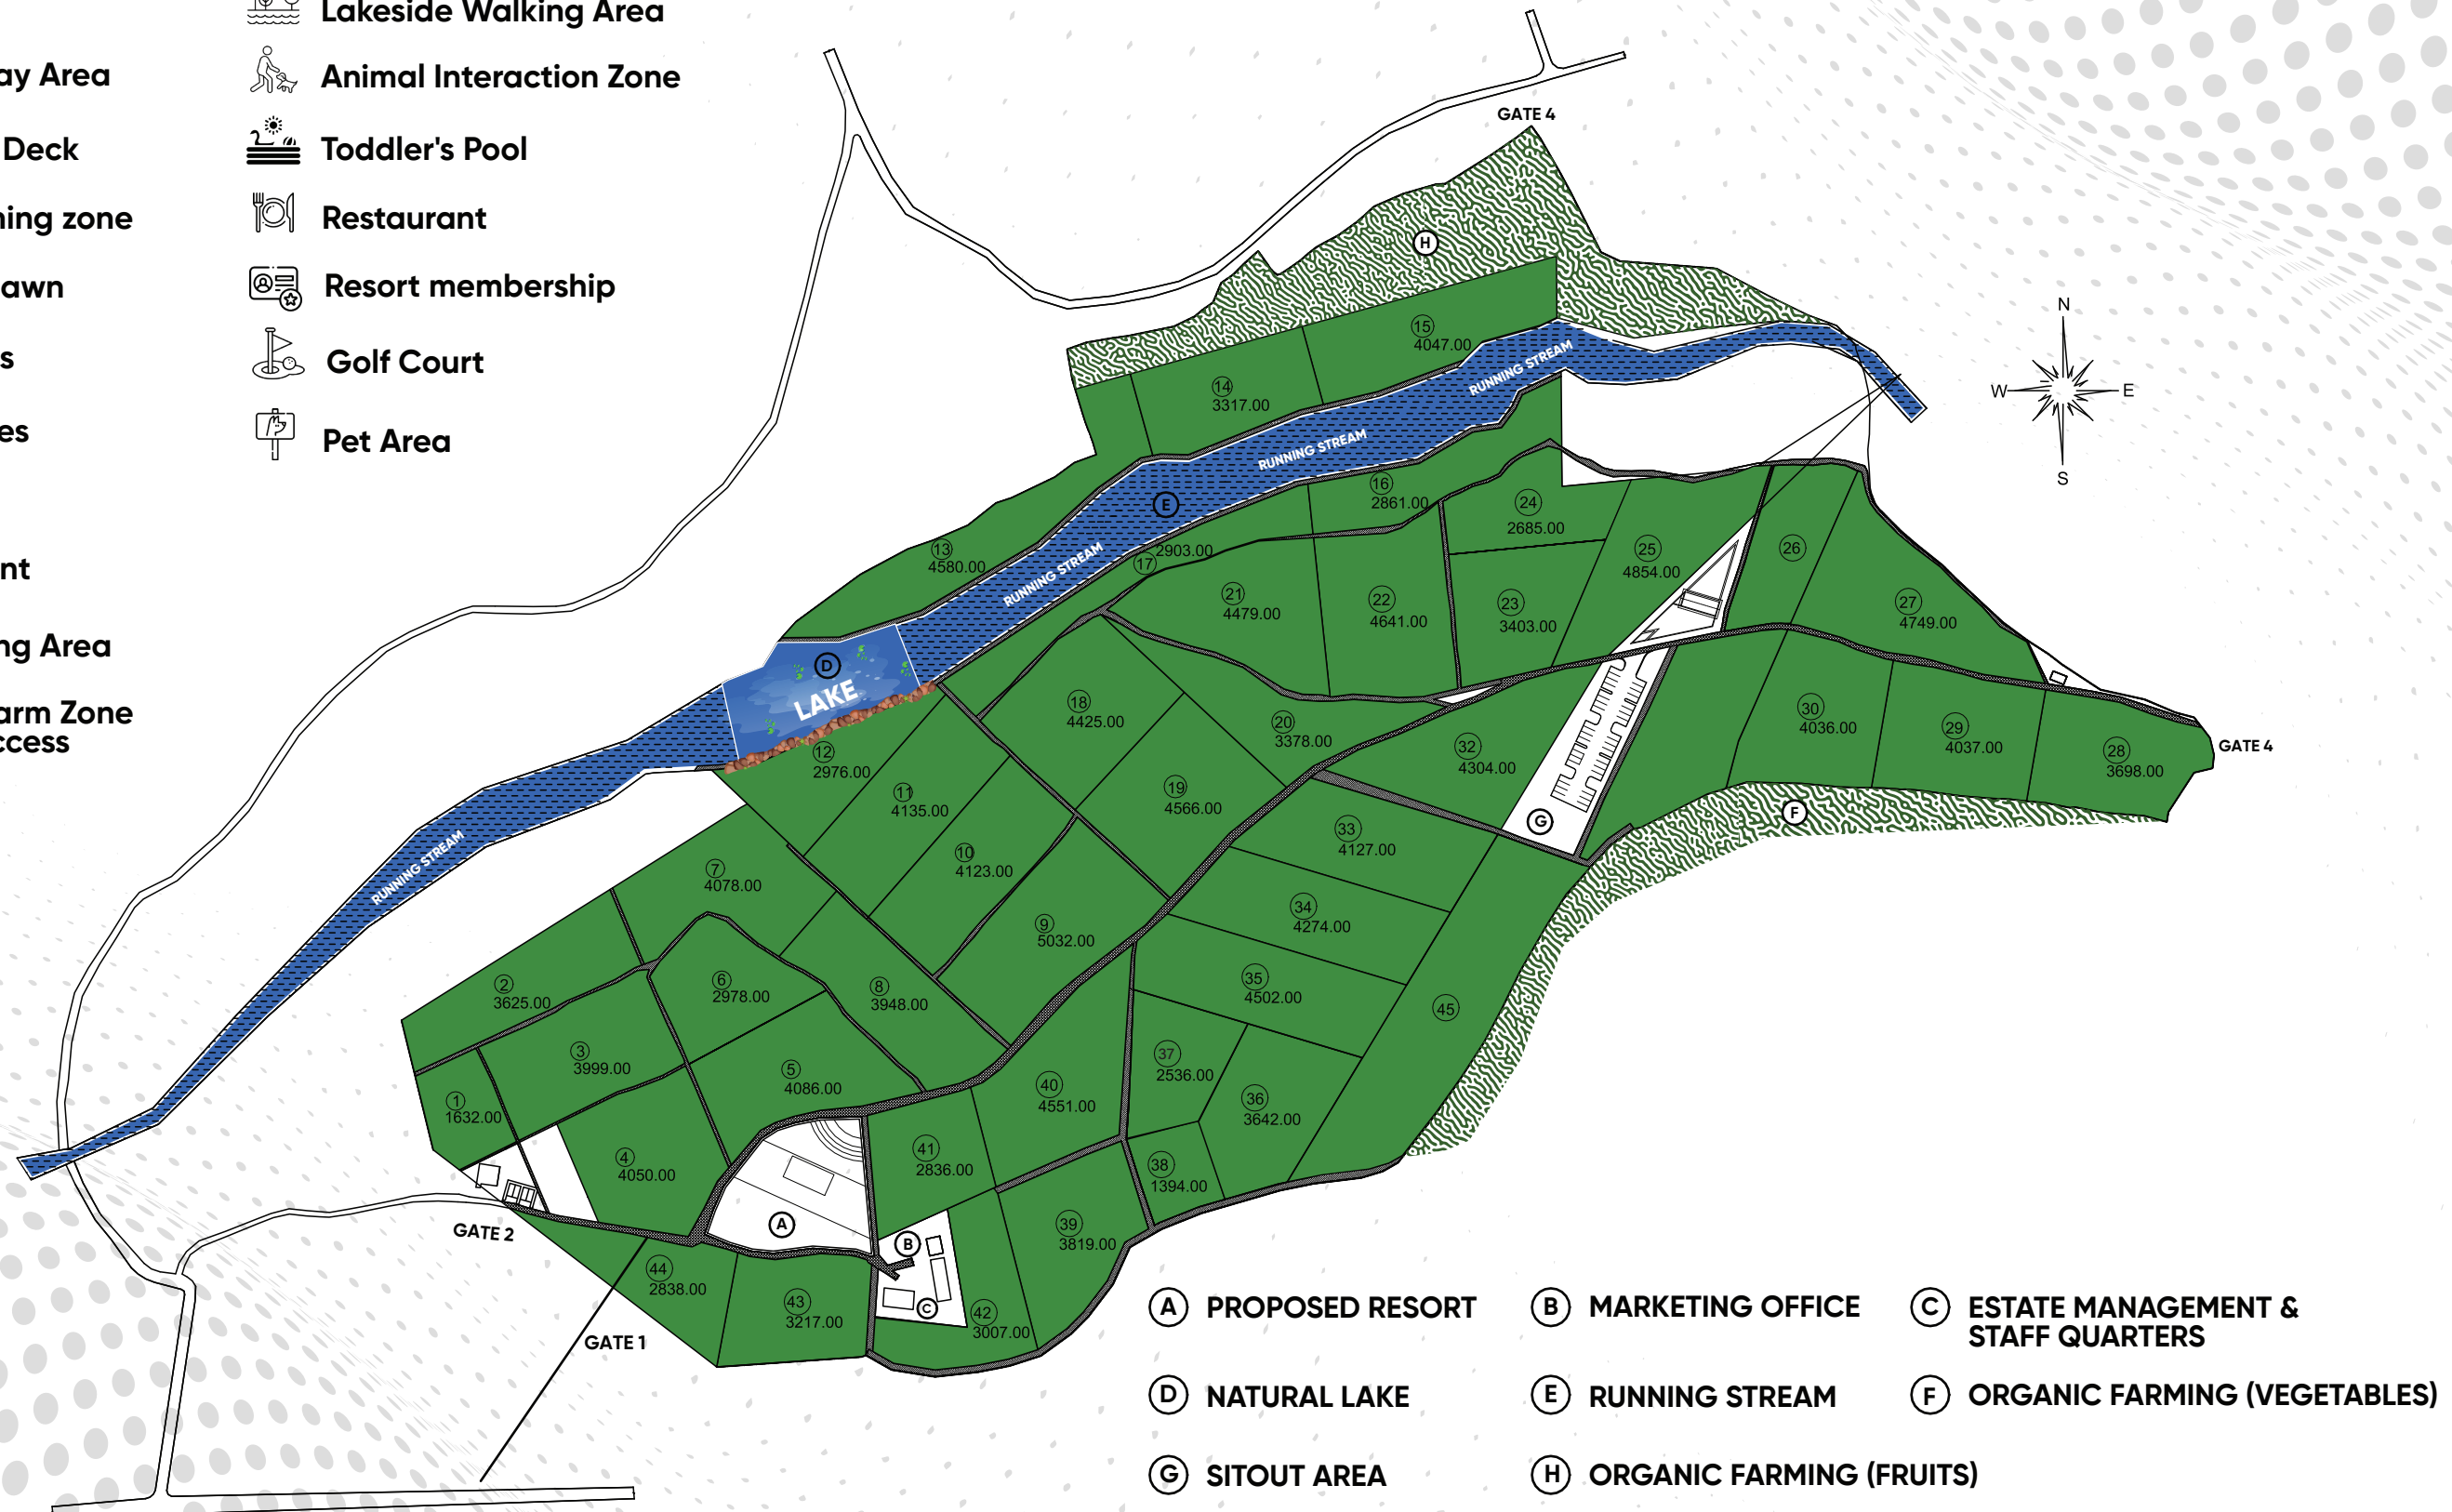 Lakeside Walking Area
ay Area
Animal Interaction Zone
Deck
Toddler's Pool
ning zone
Restaurant
awn
Resort membership
s
Golf Court
es
Pet Area
nt
ng Area
arm Zone
ccess
GATE 4
H
N
W
E
S
15
4047.00
14
3317.00
RUNNING STREAM
RUNNING STREAM
E
RUNNING STREAM
13
4580.00
16
2861.00
17
2903.00
24
2685.00
25
4854.00
26
27
4749.00
21
4479.00
22
4641.00
23
3403.00
D
LAKE
12
2976.00
18
4425.00
20
3378.00
32
4304.00
30
4036.00
29
4037.00
28
3698.00
GATE 4
11
4135.00
19
4566.00
G
F
33
4127.00
RUNNING STREAM
7
4078.00
10
4123.00
9
5032.00
34
4274.00
2
3625.00
6
2978.00
8
3948.00
35
4502.00
45
3
3999.00
5
4086.00
40
4551.00
37
2536.00
36
3642.00
1
1632.00
4
4050.00
41
2836.00
38
1394.00
A
B
39
3819.00
GATE 2
44
2838.00
43
3217.00
C
42
3007.00
GATE 1
A PROPOSED RESORT
B MARKETING OFFICE
C ESTATE MANAGEMENT &
STAFF QUARTERS
D NATURAL LAKE
E RUNNING STREAM
F ORGANIC FARMING (VEGETABLES)
G SITOUT AREA
H ORGANIC FARMING (FRUITS)